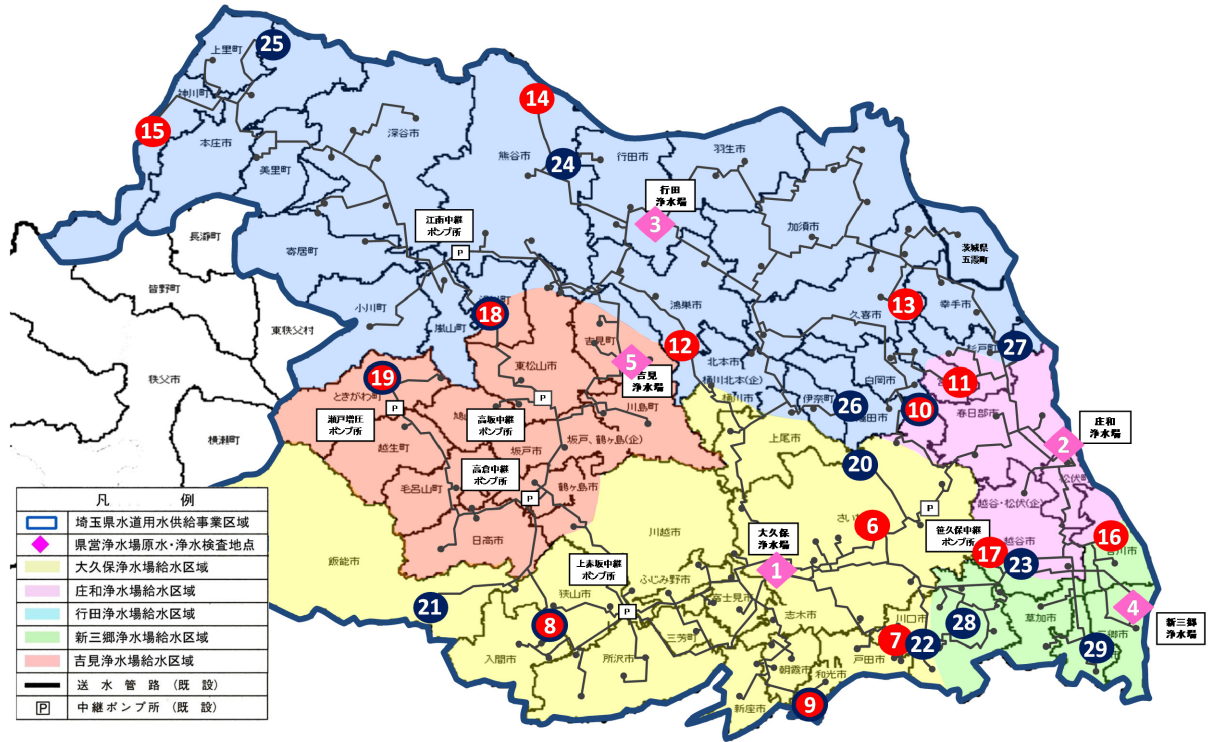 25
上里町
神川町
14
15
深谷市
本庄市
熊谷市
24
行田市
羽生市
美里町
行田
浄水場
3
江南中継
ポンプ所
P
加須市
長瀞町
茨城県
五霞町
寄居町
皆野町
小川町
嵐山町
18
鴻巣市
13
幸手市
久喜市
東秩父村
吉見町
12
北本市
27
杉戸町
5
吉見
浄水場
東松山市
桶川北本(企)
白岡市
11
19
ときがわ町
秩父市
桶川市
伊奈町
26
10
春日部市
川島町
瀬戸増圧
ポンプ所
P
高坂中継
ポンプ所
P
上尾市
庄和
浄水場
2
横瀬町
越生町
坂戸市
坂戸、鶴ヶ島(企)
20
高倉中継
ポンプ所
P
松伏町
毛呂山町
鶴ヶ島市
越谷・松伏(企)
凡例
埼玉県水道用水供給事業区域
県営浄水場原水・浄水検査地点
大久保浄水場給水区域
庄和浄水場給水区域
行田浄水場給水区域
新三郷浄水場給水区域
吉見浄水場給水区域
送水管路(既設)
P
中継ポンプ所(既設)
P
川越市
6
大久保
浄水場
1
笹久保中継
ポンプ所
越谷市
16
日高市
17
23
飯能市
上赤坂中継
ポンプ所
P
ふじみ野市
富士見市
狭山市
21
8
志木市
川口
28
草加市
4
新三郷
浄水場
三芳町
7
22
戸田市
29
入間市
所沢市
朝霞市
和光市
新座市
9